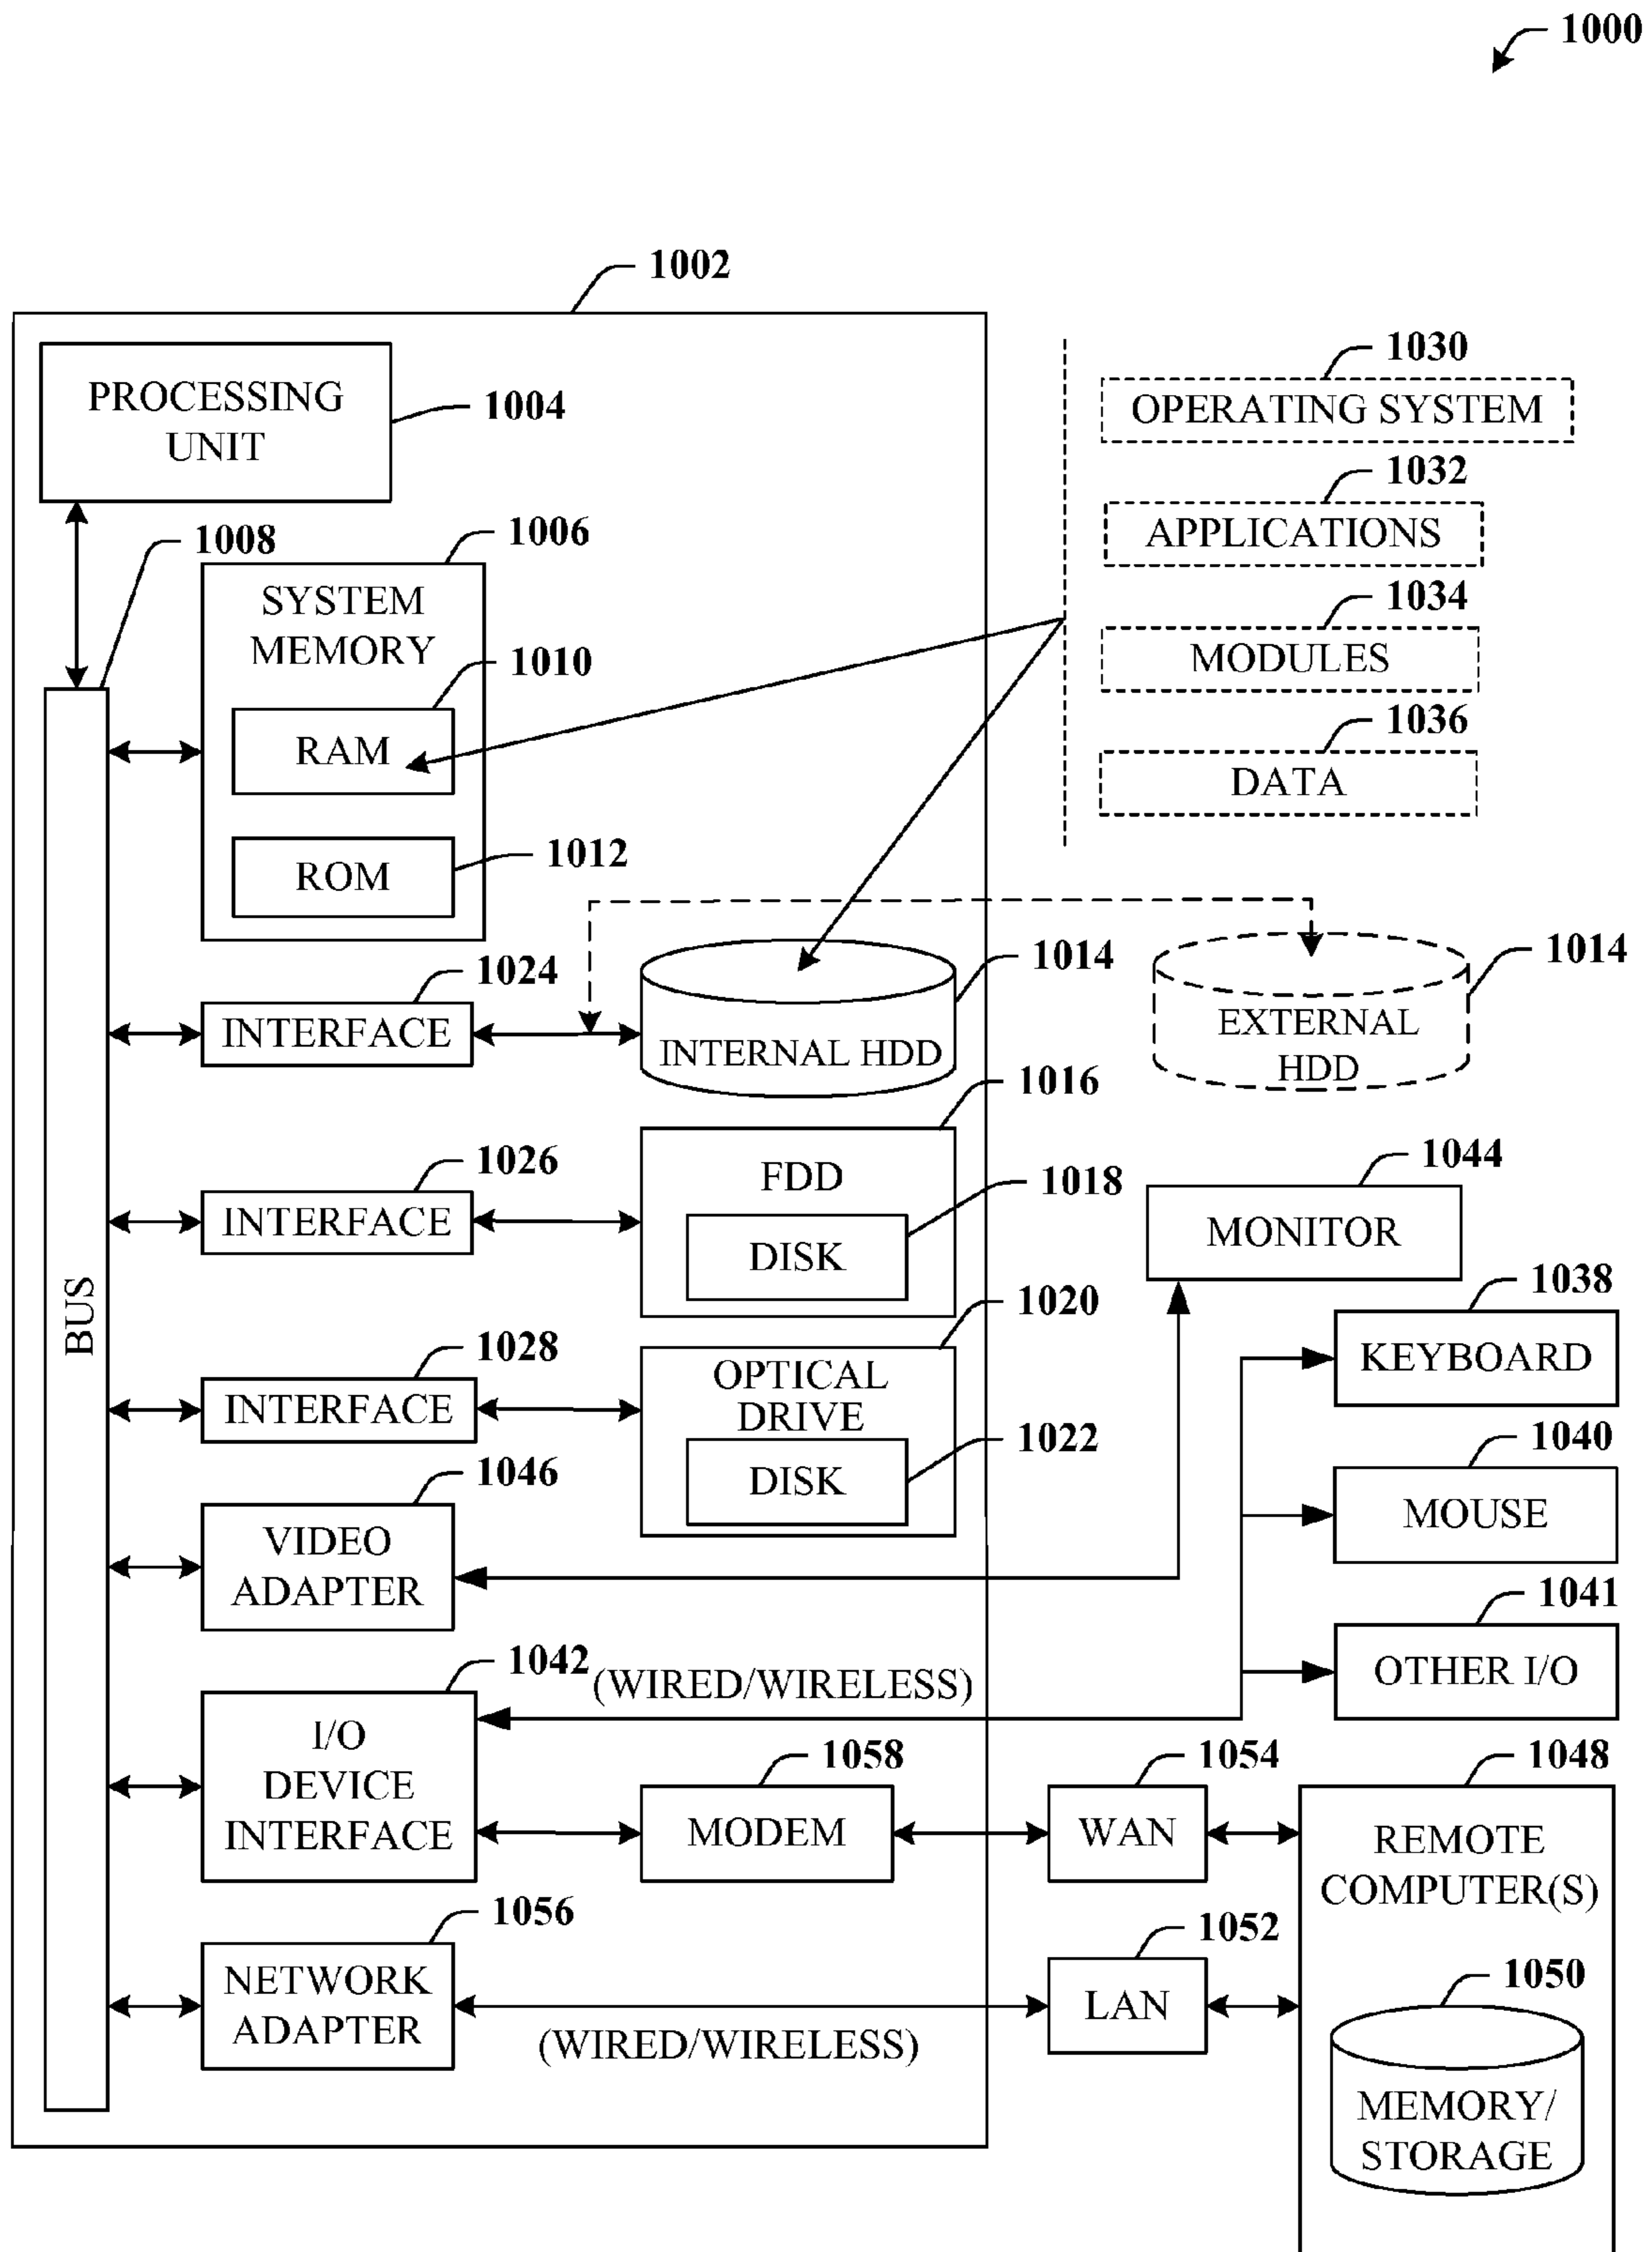 1000
1002
PROCESSING
UNIT
1004
1030
OPERATING SYSTEM
1032
APPLICATIONS
1034
MODULES
1036
DATA
1008
1006
SYSTEM
MEMORY
1010
RAM
1012
ROM
1024
INTERFACE
1014
INTERNAL HDD
1014
EXTERNAL
HDD
1016
1026
INTERFACE
FDD
1018
DISK
1044
MONITOR
BUS
1020
1028
INTERFACE
OPTICAL
DRIVE
1022
DISK
1038
KEYBOARD
1040
MOUSE
1046
VIDEO
ADAPTER
1041
OTHER I/O
1042
(WIRED/WIRELESS)
I/O
DEVICE
INTERFACE
1058
MODEM
1054
WAN
1048
REMOTE
COMPUTER(S)
1056
NETWORK
ADAPTER
(WIRED/WIRELESS)
1052
LAN
1050
MEMORY/
STORAGE